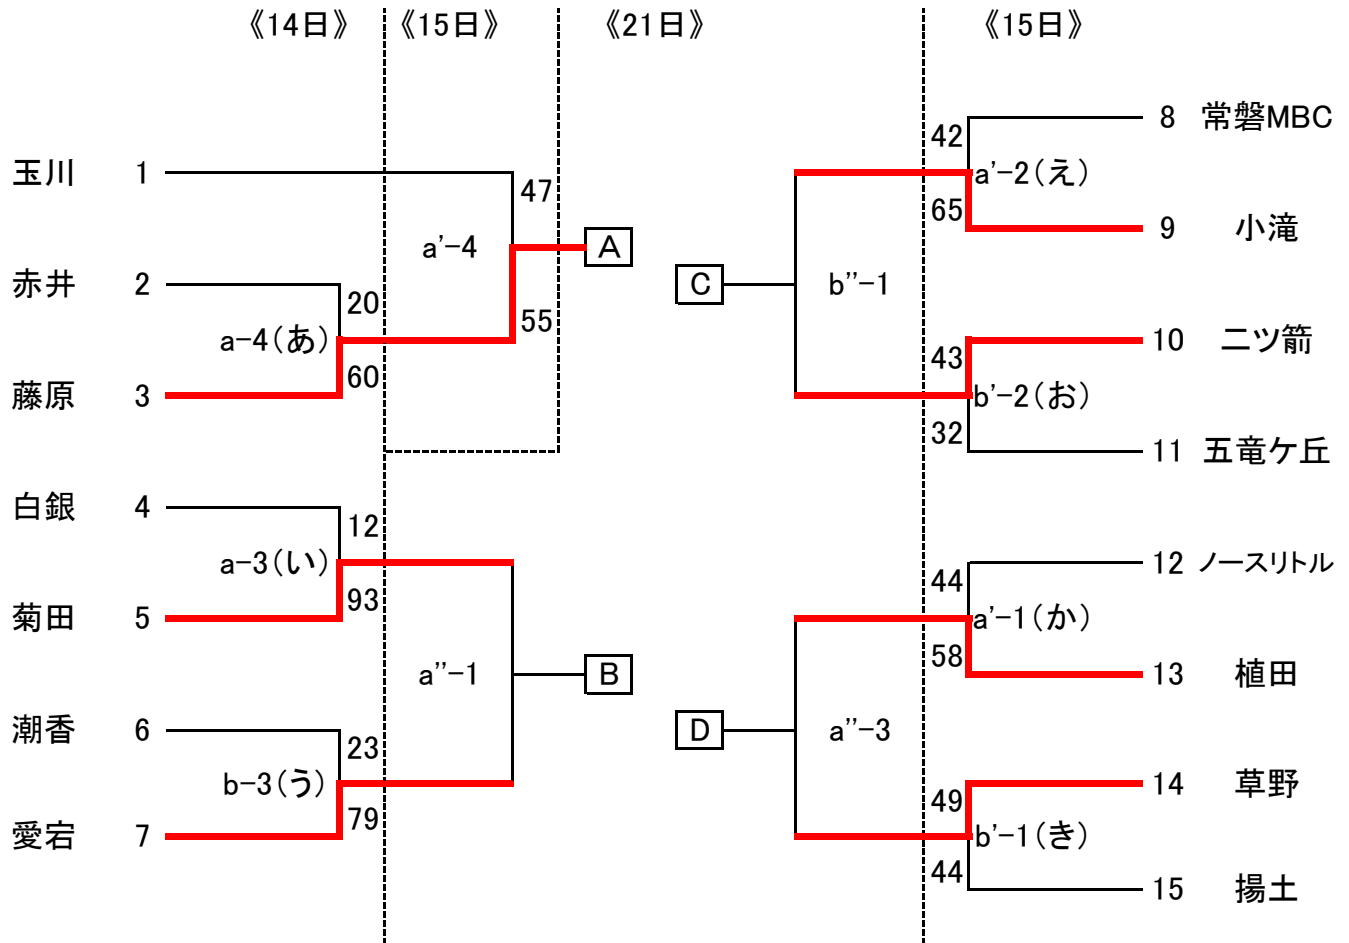 《14日》 《15日》 《21日》 《15日》
玉川 1
47
a'-4
A
赤井 2
20
a-4(あ)
55
60
藤原 3
白銀 4
12
a-3(い)
93
菊田 5
a''-1
B
潮香 6
23
b-3(う)
79
愛宕 7
8 常磐MBC
42
a'-2(え)
65
9 小滝
C
b''-1
10 二ツ箭
43
b'-2(お)
32
11 五竜ケ丘
12 ノースリトル
44
a'-1(か)
58
13 植田
D
a''-3
14 草野
49
b'-1(き)
44
15 揚土